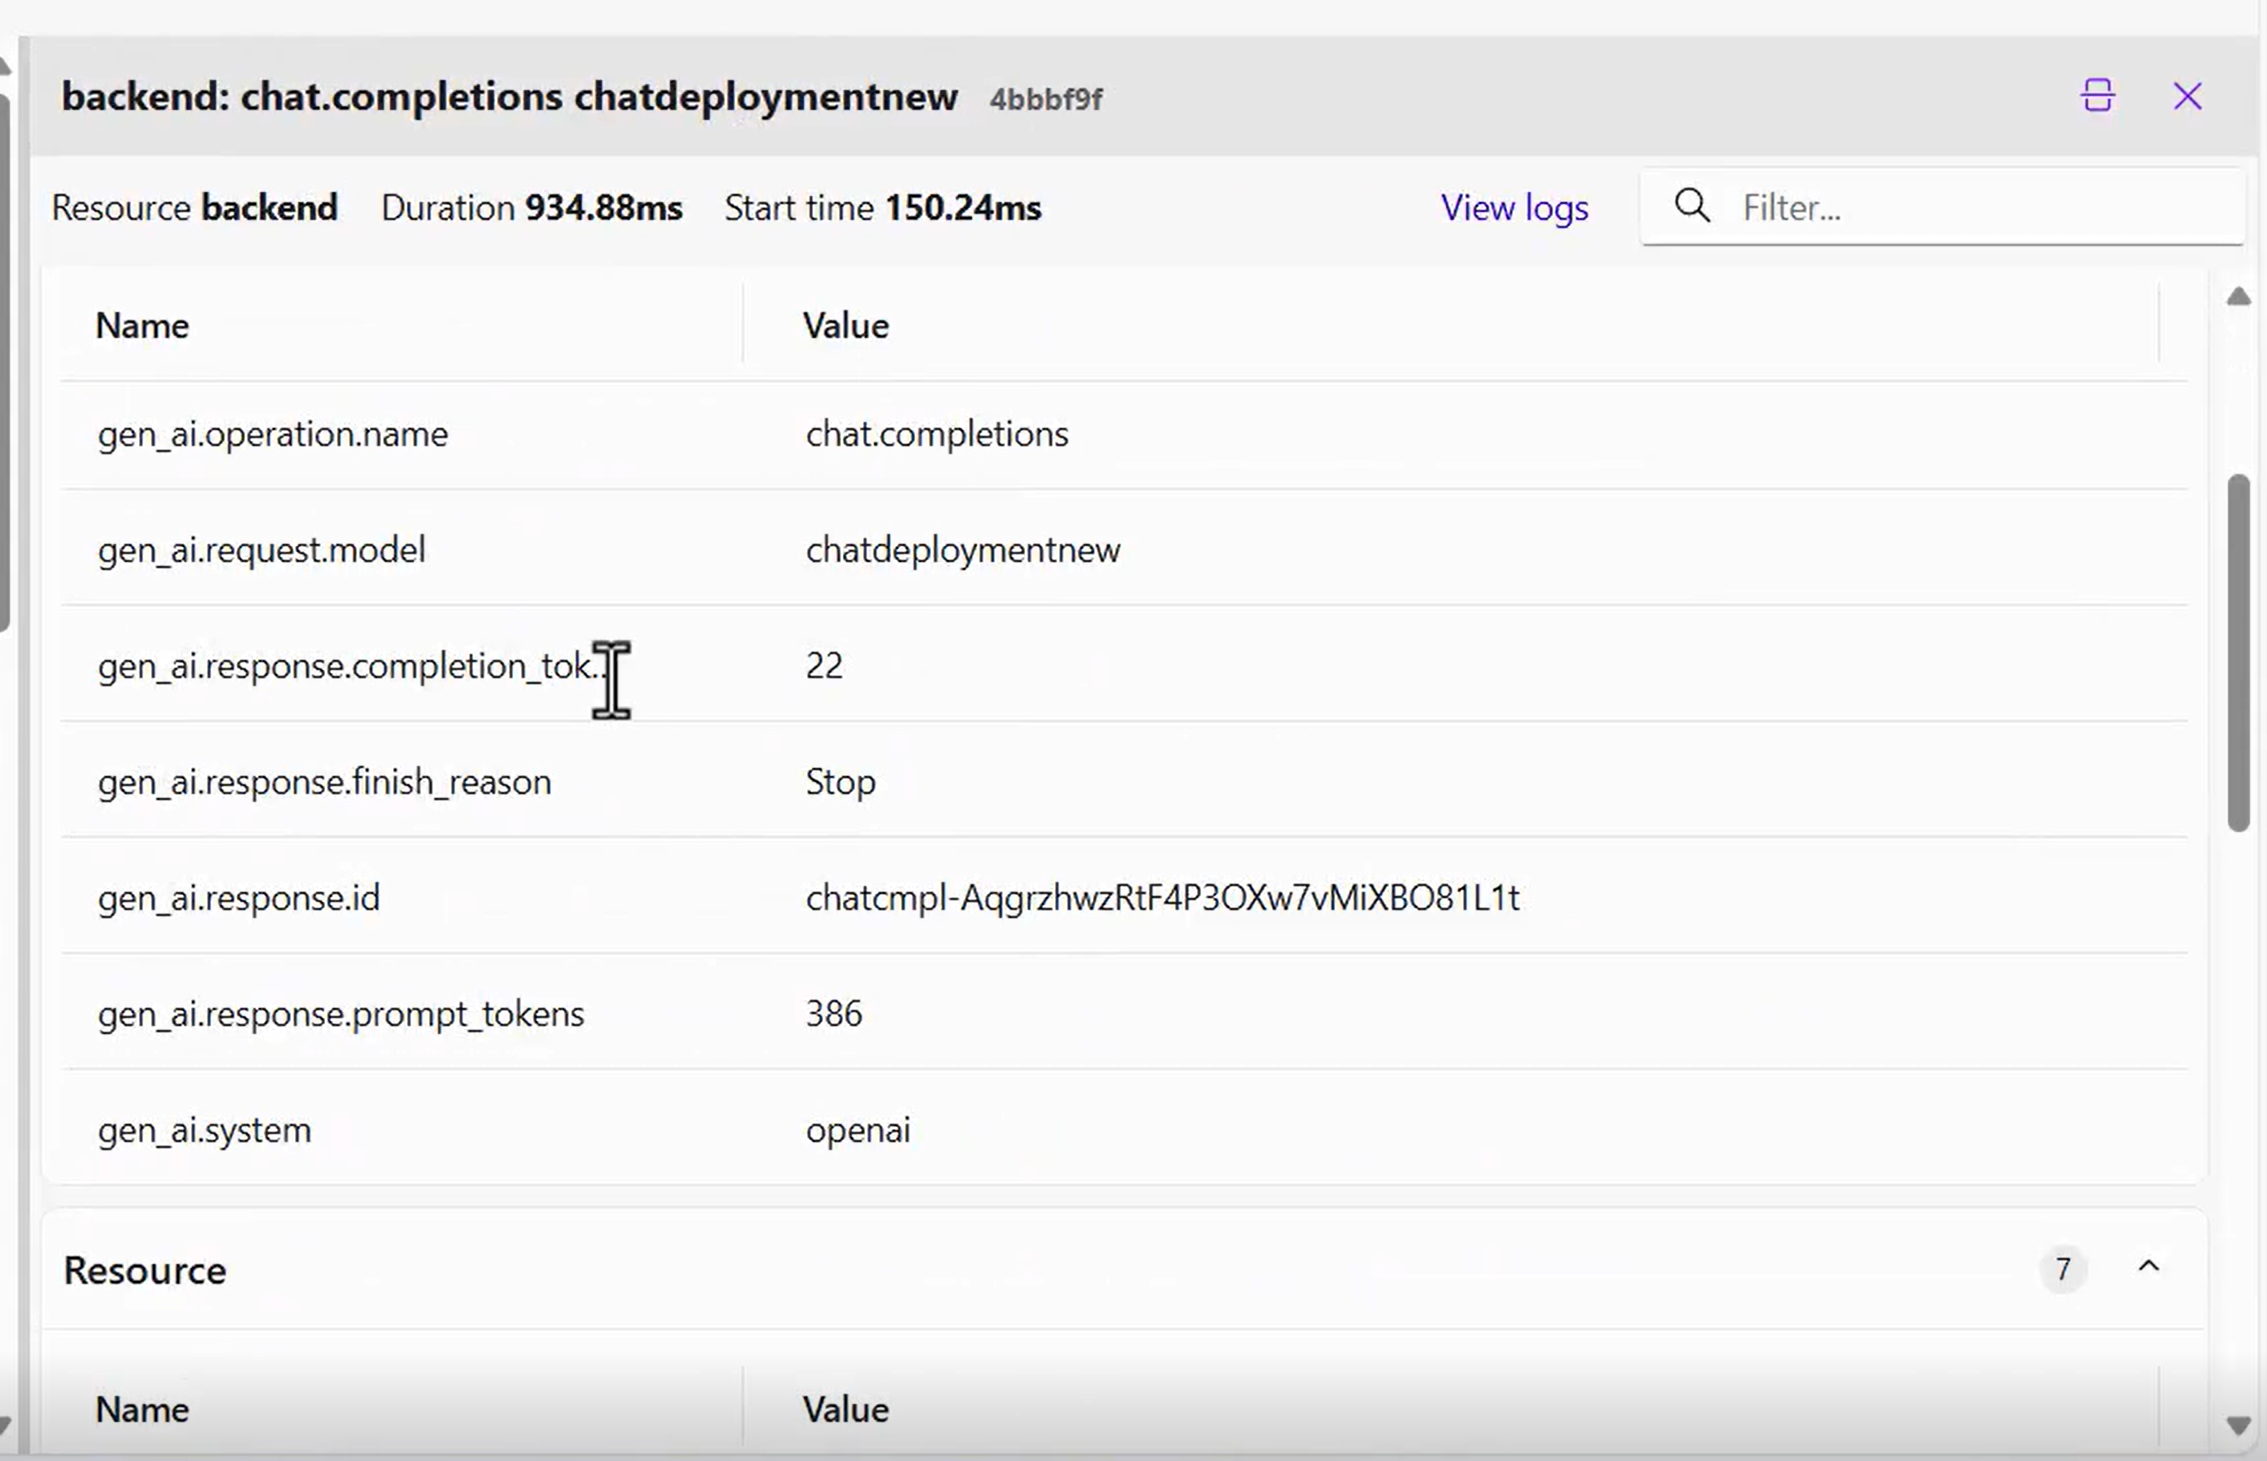 backend: chat.completions chatdeploymentnew 4bbbf9f
Resource backend Duration 934.88ms Start time 150.24ms View logs Filter...
Name Value
gen_ai.operation.name chat.completions
gen_ai.request.model chatdeploymentnew
gen_ai.response.completion_tok... 22
gen_ai.response.finish_reason Stop
gen_ai.response.id chatcmpl-AqgrzhwzRtF4P3OXw7vMiXBO81L1t
gen_ai.response.prompt_tokens 386
gen_ai.system openai
Resource 7
Name Value